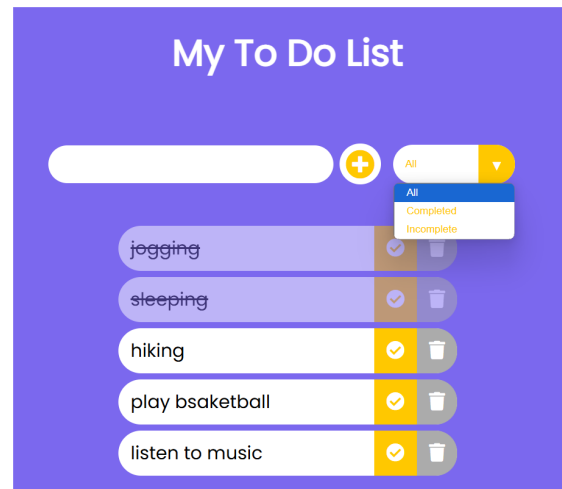 My To Do List
All
All
Completed
Incomplete
jogging
sleeping
hiking
play bsaketball
listen to music